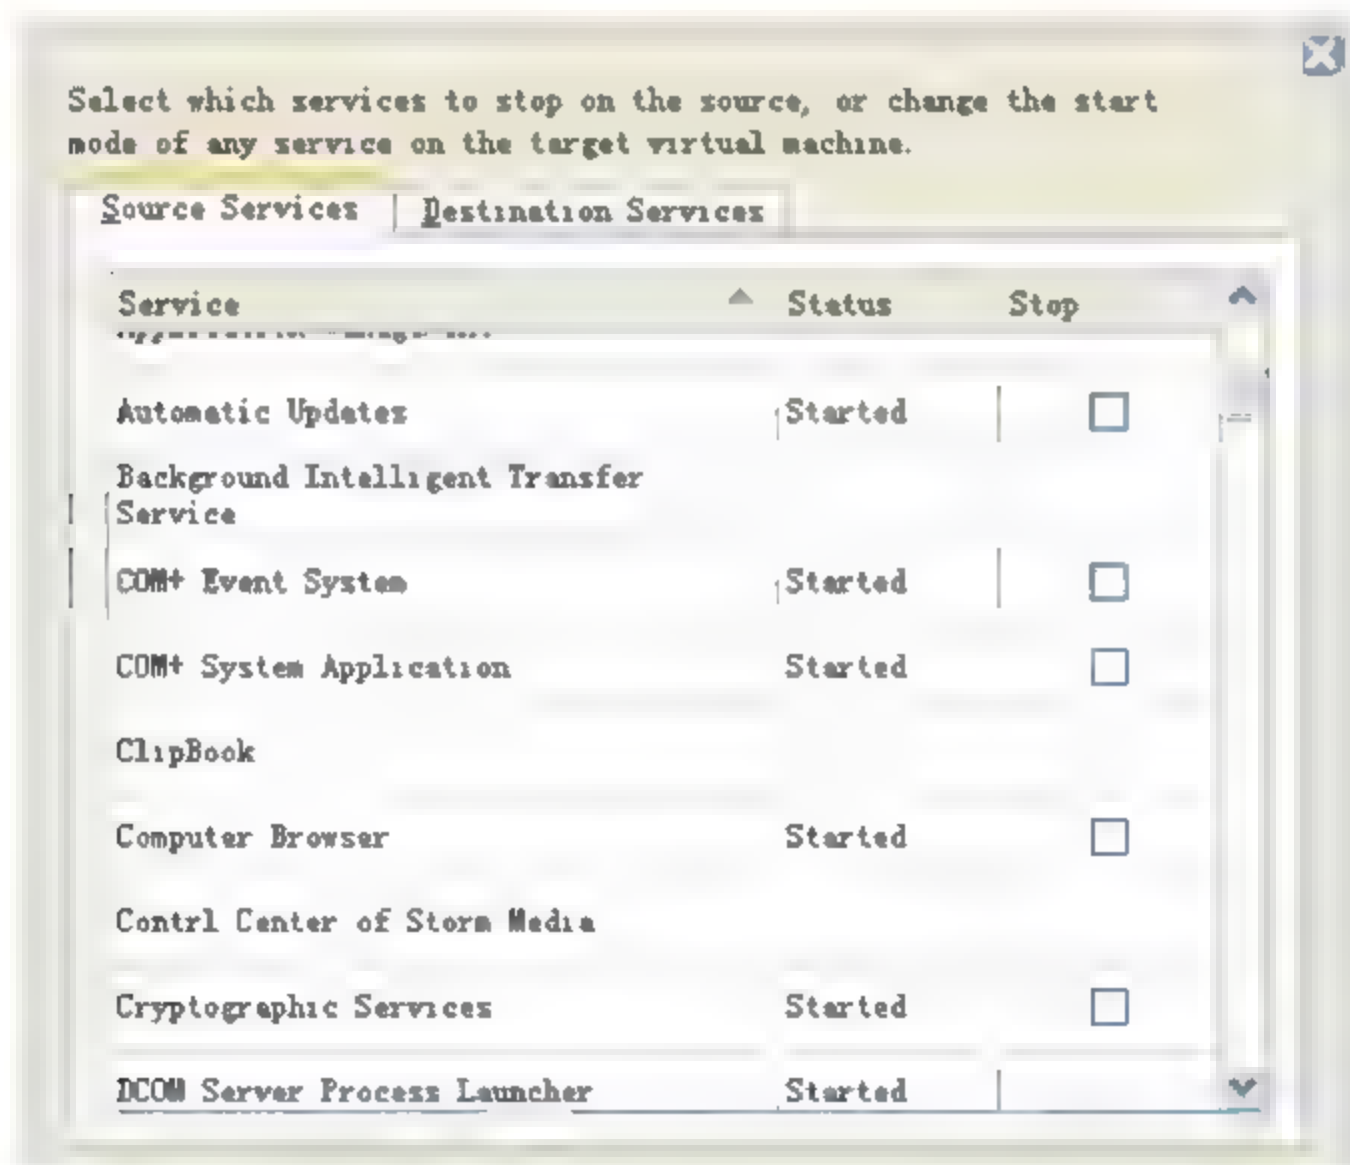 Select which services to stop on the source, or change the start
mode of any service on the target virtual machine.
Source Services Destination Services
Service Status Stop
Automatic Updates Started
Background Intelligent Transfer
Service
COM+ Event System Started
COM+ System Application Started
ClipBook
Computer Browser Started
Contrl Center of Storm Media
Cryptographic Services Started
DCOM Server Process Launcher Started